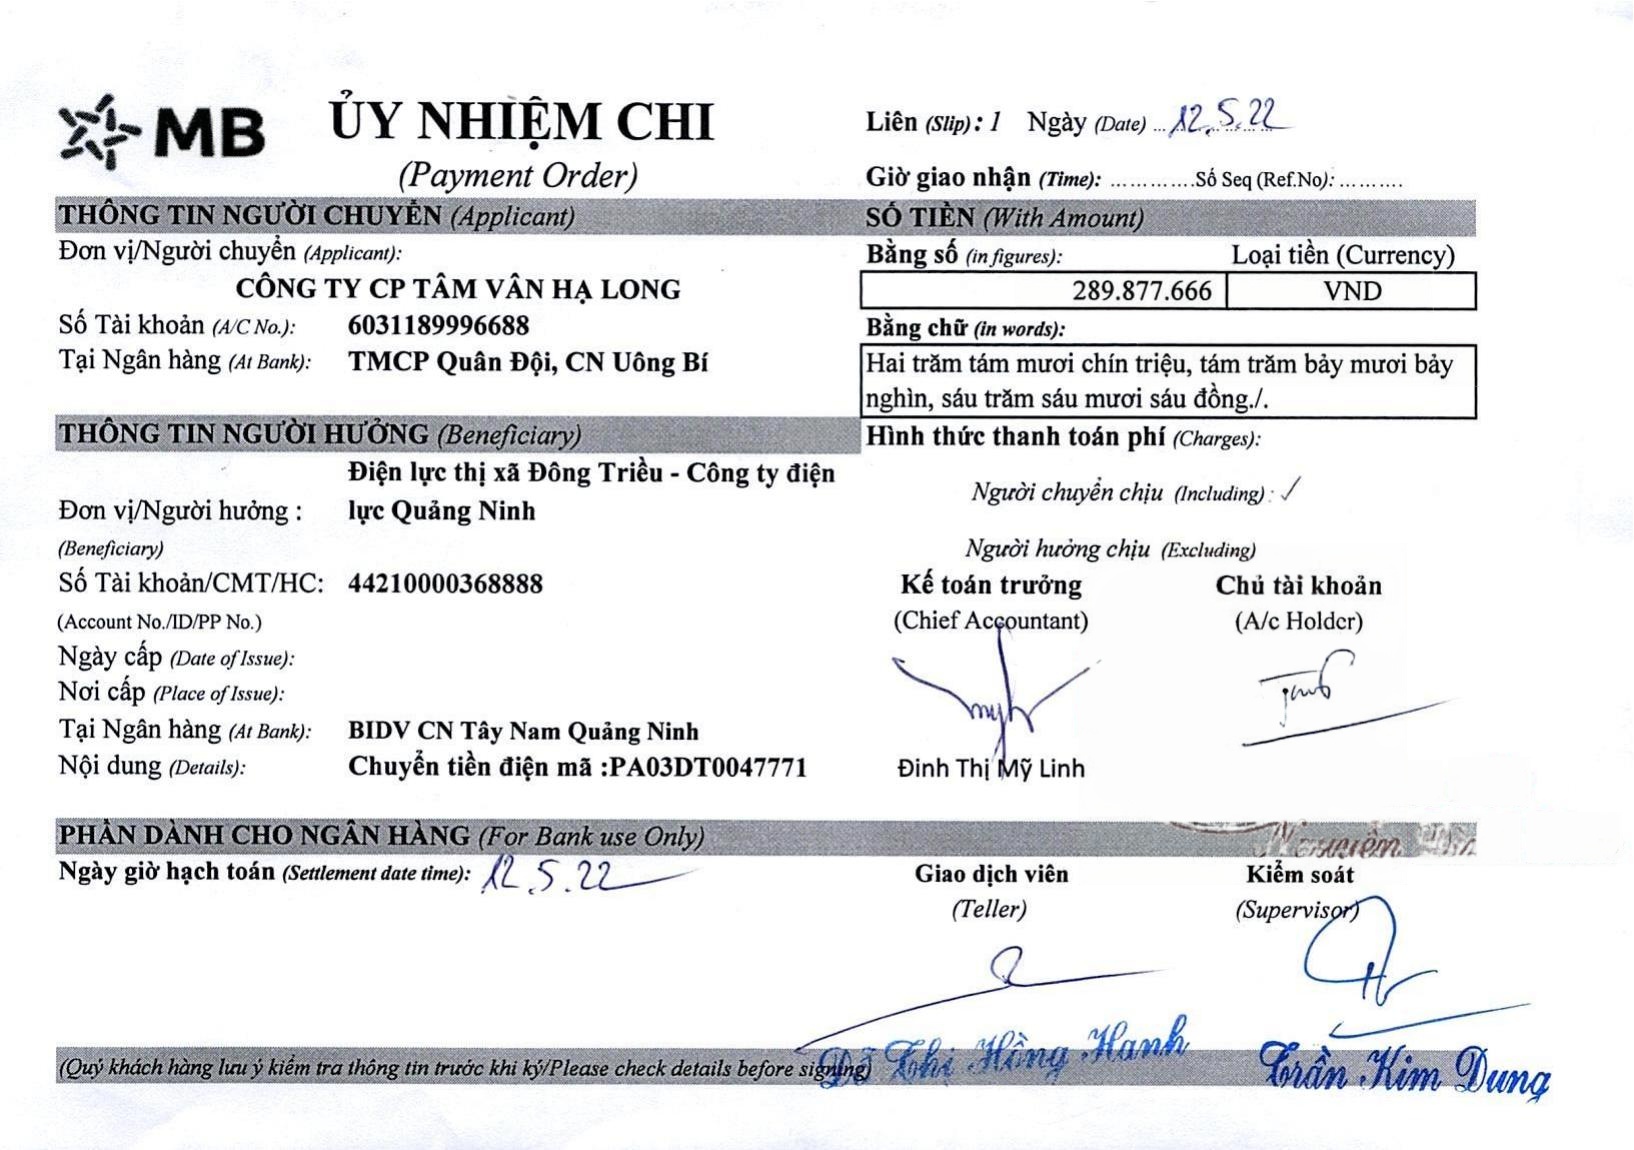 MB
ỦY NHIỆM CHI
(Payment Order)
Liên (Slip): 1 Ngày (Date) ... 12.5.22
Giờ giao nhận (Time): ............. Số Seq (Ref.No): ..........
THÔNG TIN NGƯỜI CHUYỂN (Applicant)
Đơn vị/Người chuyển (Applicant):
CÔNG TY CP TÂM VÂN HẠ LONG
Số Tài khoản (A/C No.): 6031189996688
Tại Ngân hàng (At Bank): TMCP Quân Đội, CN Uông Bí
SỐ TIỀN (With Amount)
Bằng số (in figures): Loại tiền (Currency)
289.877.666 VND
Bằng chữ (in words):
Hai trăm tám mươi chín triệu, tám trăm bảy mươi bảy
nghìn, sáu trăm sáu mươi sáu đồng./.
THÔNG TIN NGƯỜI HƯỞNG (Beneficiary)
Điện lực thị xã Đông Triều - Công ty điện
Đơn vị/Người hưởng : lực Quảng Ninh
(Beneficiary)
Số Tài khoản/CMT/HC: 44210000368888
(Account No./ID/PP No.)
Ngày cấp (Date of Issue):
Nơi cấp (Place of Issue):
Tại Ngân hàng (At Bank): BIDV CN Tây Nam Quảng Ninh
Nội dung (Details): Chuyển tiền điện mã :PA03DT0047771
Hình thức thanh toán phí (Charges):
Người chuyển chịu (Including) : ✓
Người hưởng chịu (Excluding)
Kế toán trưởng Chủ tài khoản
(Chief Accountant) (A/c Holder)
Đinh Thị Mỹ Linh
PHẦN DÀNH CHO NGÂN HÀNG (For Bank use Only)
Nguyễn
Ngày giờ hạch toán (Settlement date time): 12.5.22
Giao dịch viên Kiểm soát
(Teller) (Supervisor)
Đỗ Thị Hồng Hạnh Trần Kim Dung
(Quý khách hàng lưu ý kiểm tra thông tin trước khi ký/Please check details before signing)